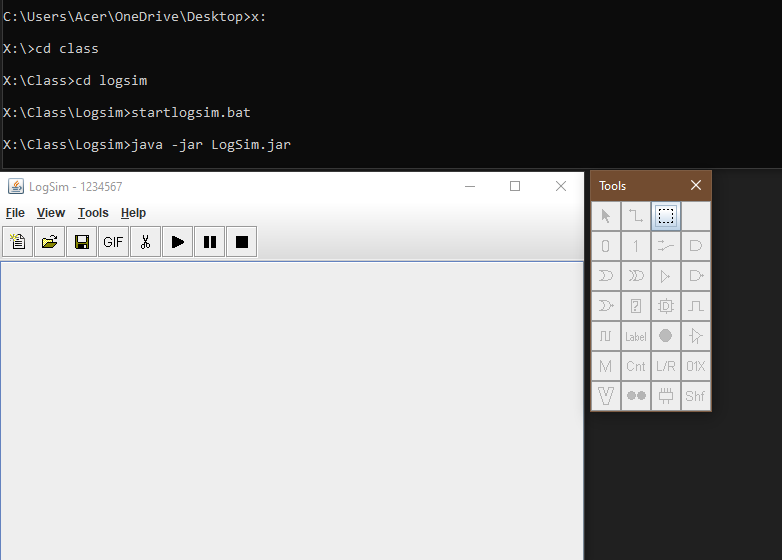 C:\Users\Acer\OneDrive\Desktop>x:
X:\>cd class
X:\Class>cd logsim
X:\Class\Logsim>startlogsim.bat
X:\Class\Logsim>java -jar LogSim.jar
LogSim - 1234567
File View Tools Help
GIF
Tools
0 1
? D
Label
M Cnt L/R 01X
Shf